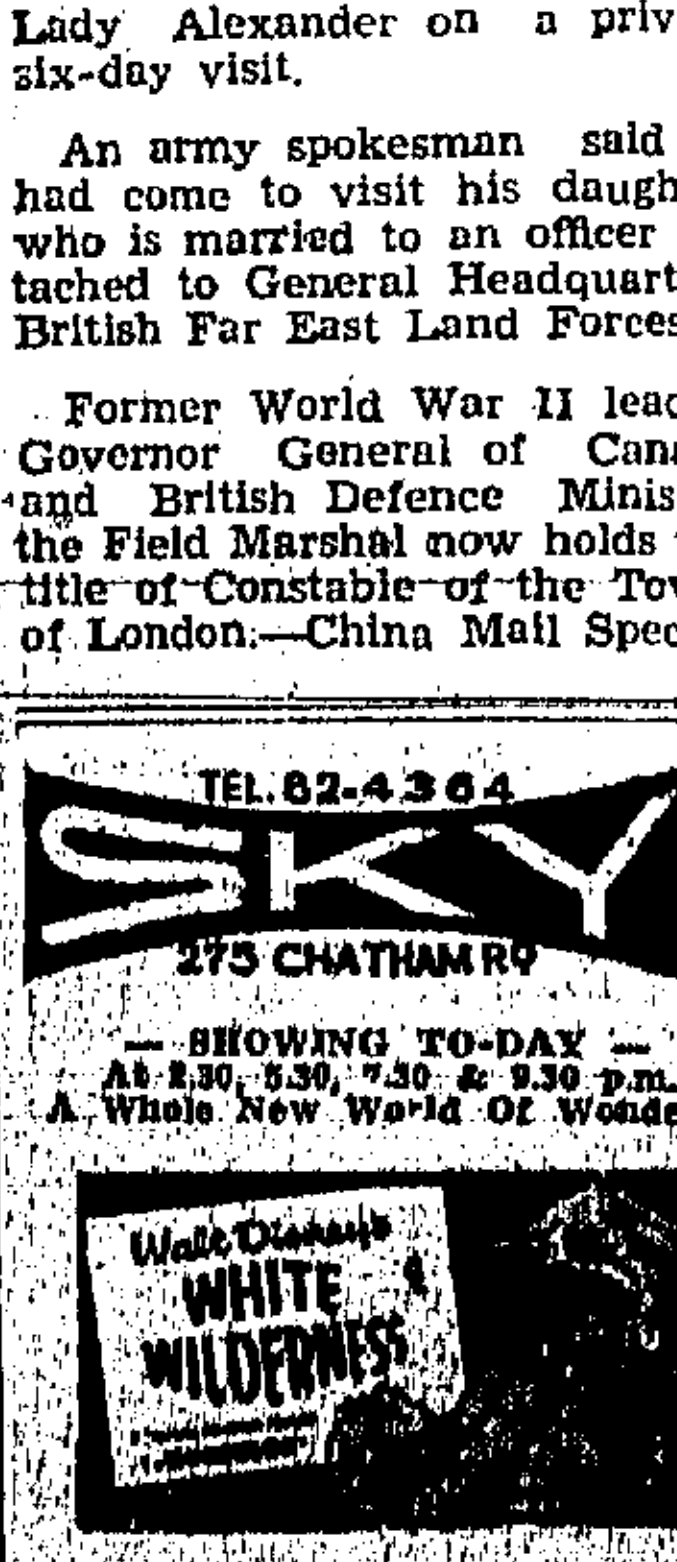 Lady Alexander on a priv
six-day visit.
An army spokesman said
had come to visit his daugh
who is married to an officer
tached to General Headquart
British Far East Land Forces
Former World War II lead
Governor General of Cana
and British Defence Minis
the Field Marshal now holds
title of Constable of the Tow
of London.—China Mail Spec
TEL. 82-4364
SKY
275 CHATHAM RD
— SHOWING TO-DAY —
At 2.30, 5.30, 7.30 & 9.30 p.m.
A Whole New World Of Wonde
Walt Disney's
WHITE
WILDERNESS